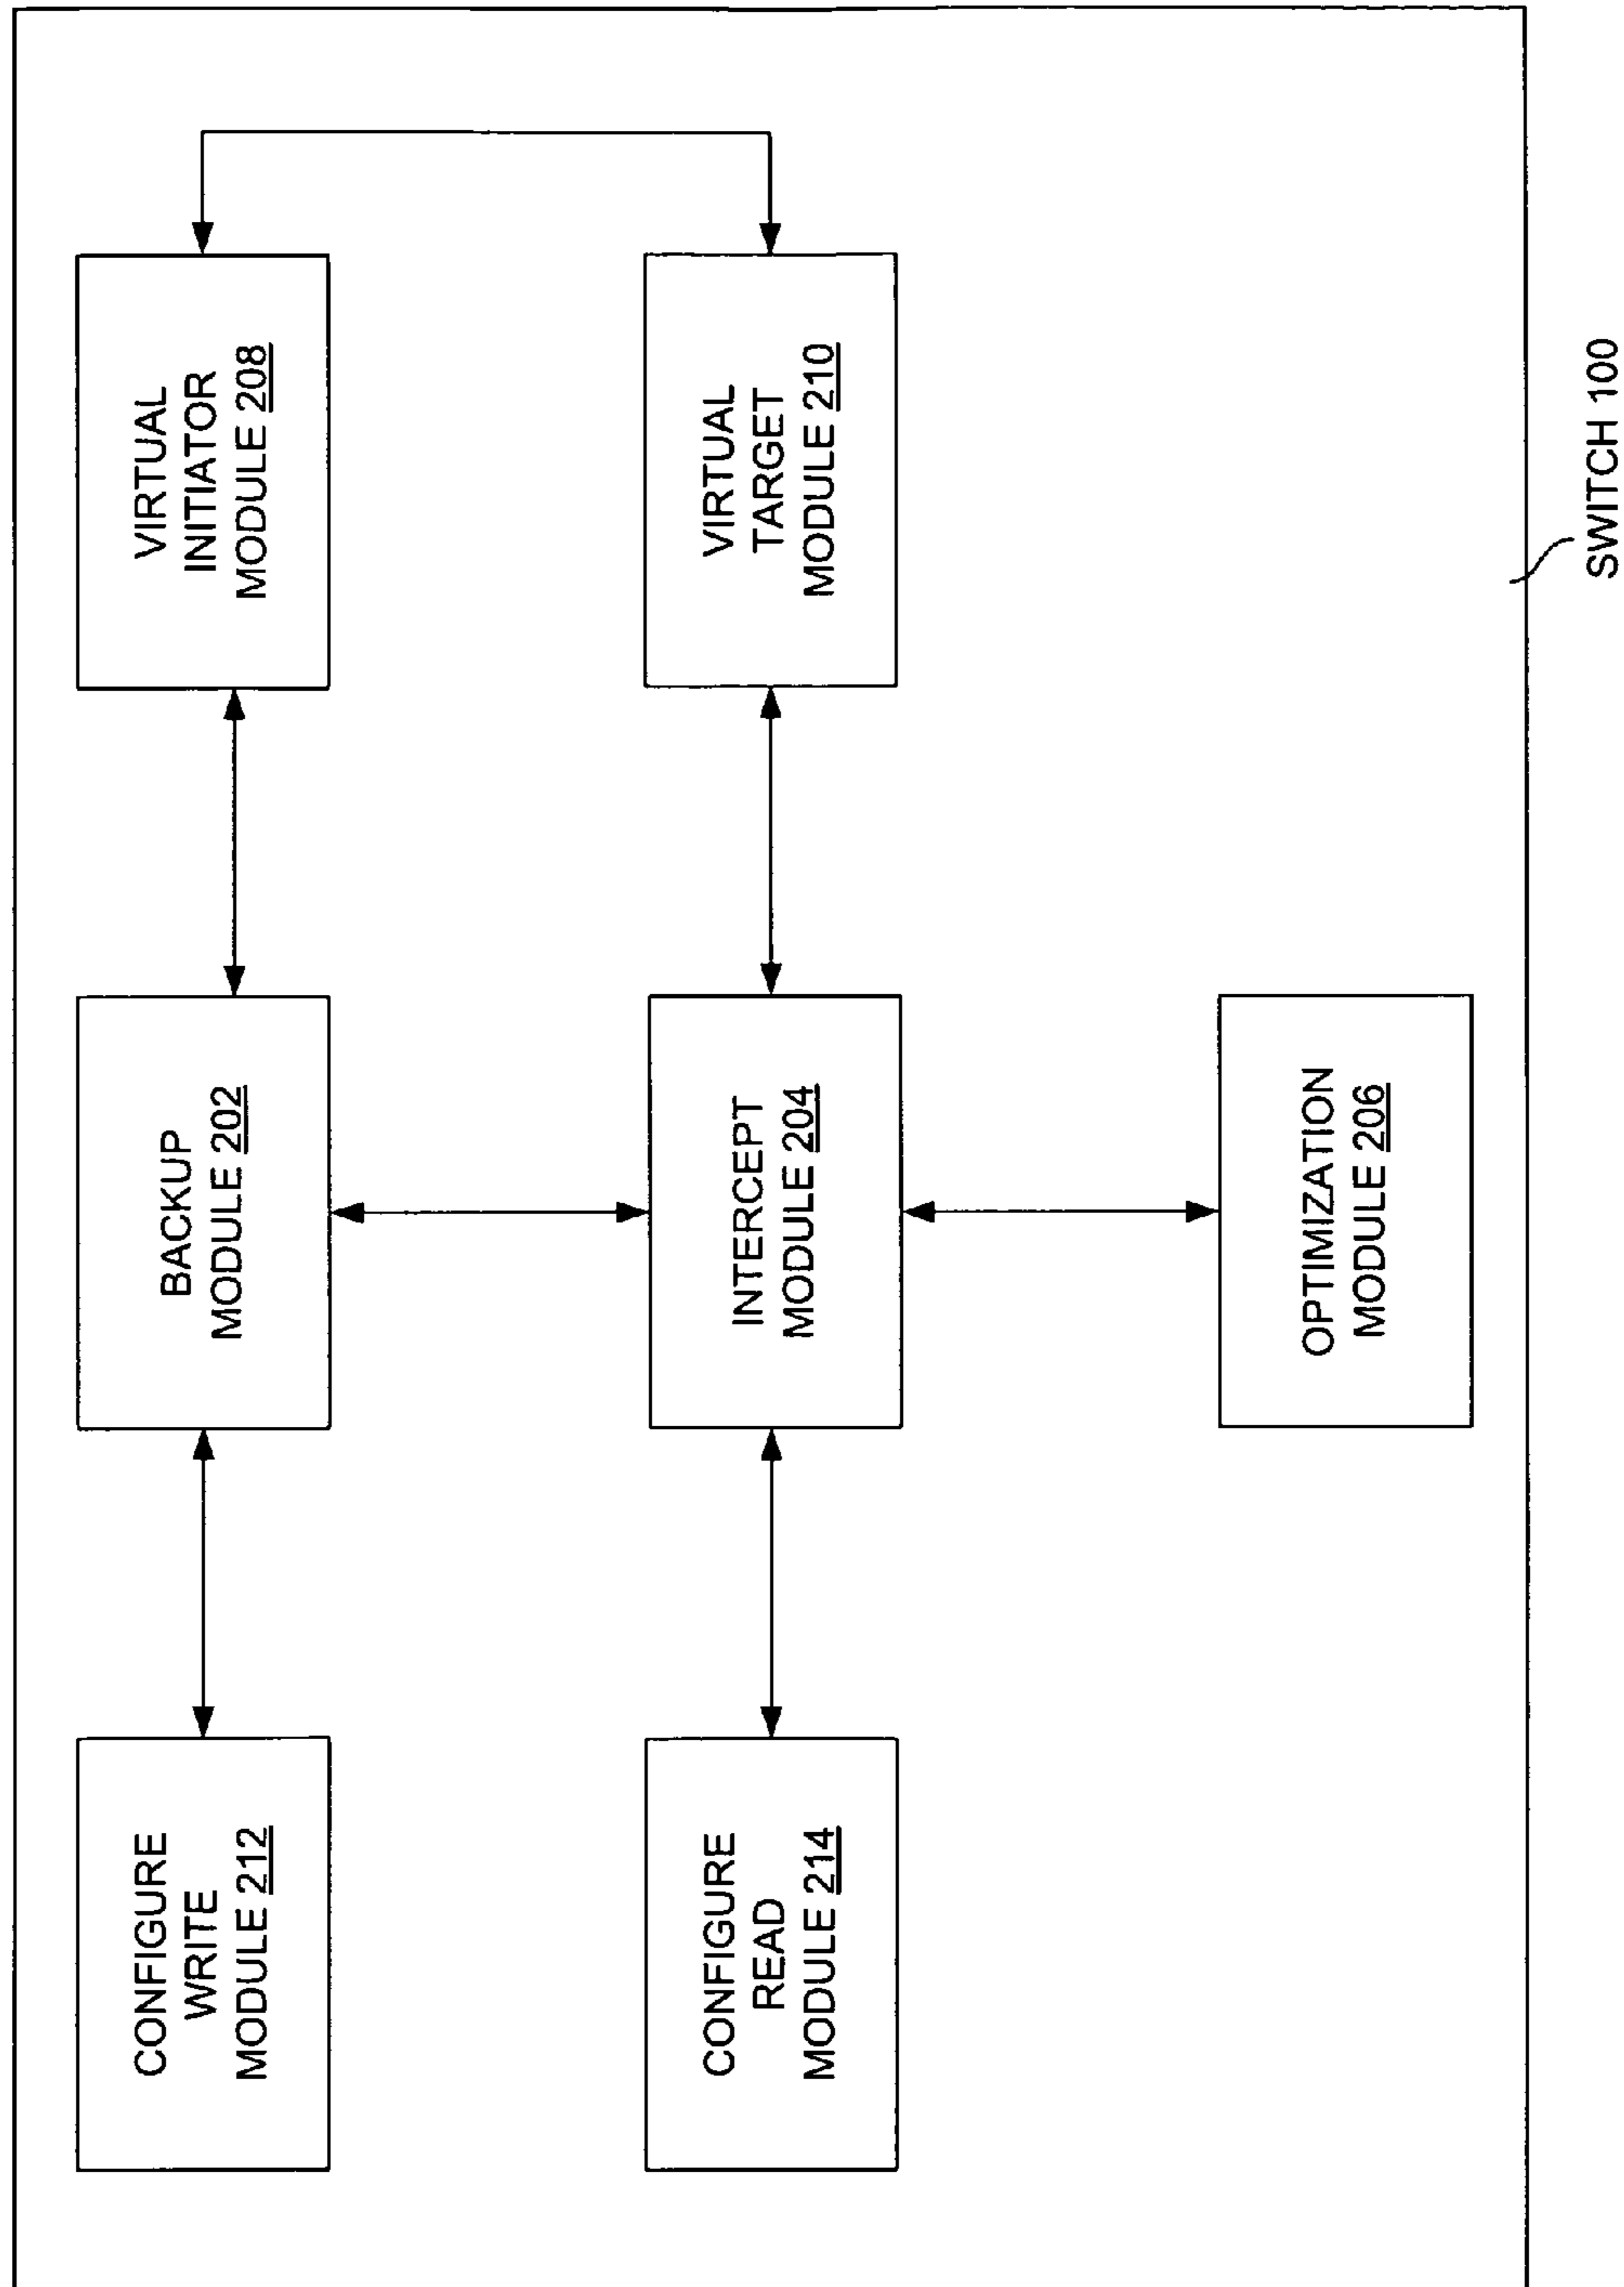 CONFIGURE
WRITE
MODULE 212
BACKUP
MODULE 202
VIRTUAL
INITIATOR
MODULE 208
CONFIGURE
READ
MODULE 214
INTERCEPT
MODULE 204
VIRTUAL
TARGET
MODULE 210
OPTIMIZATION
MODULE 206
SWITCH 100